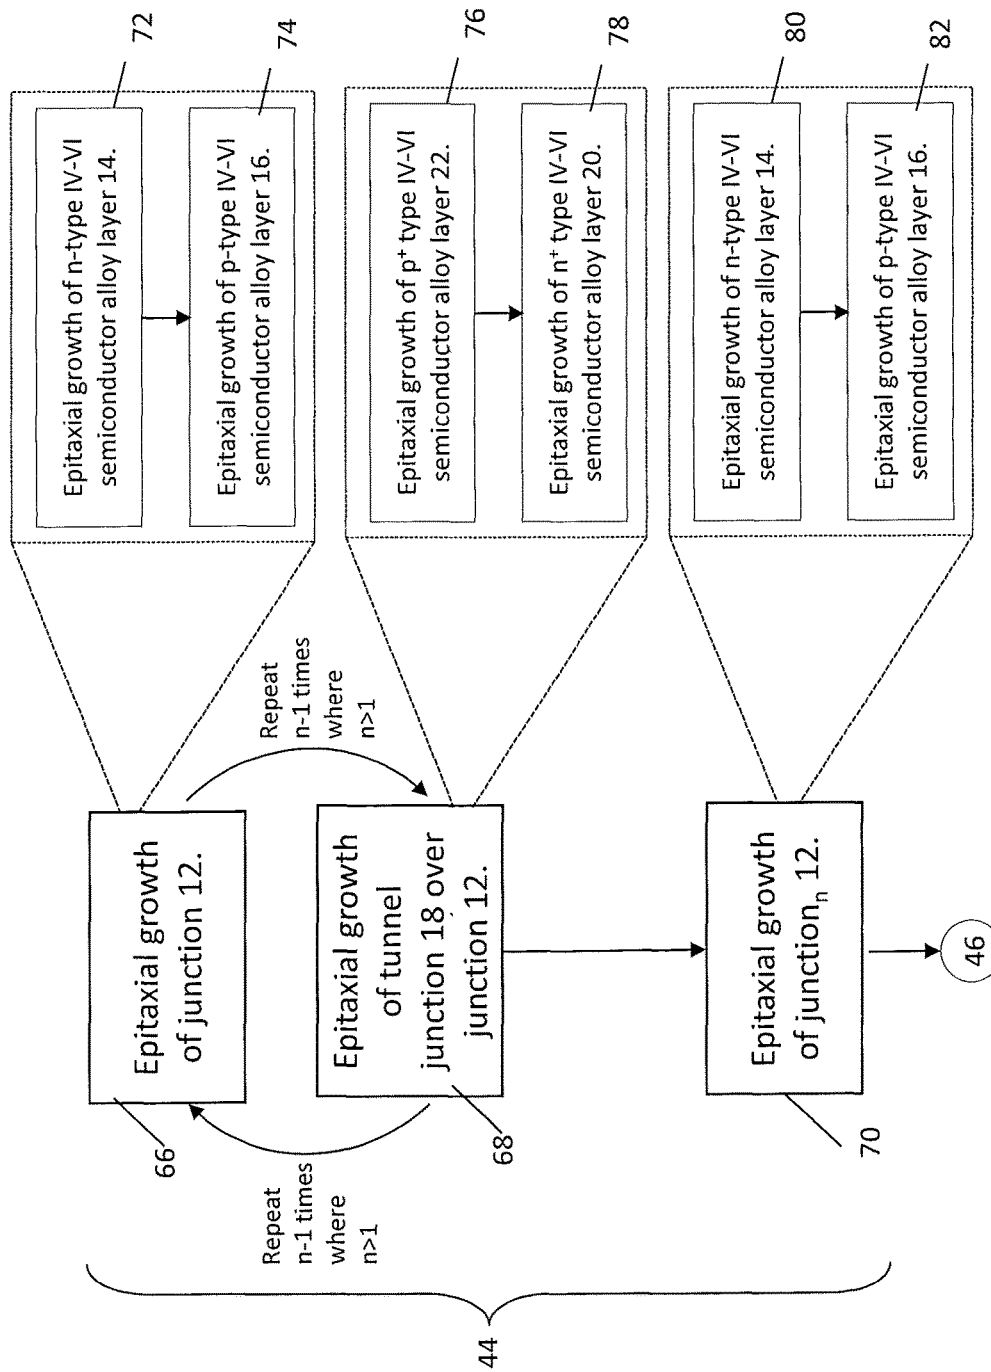 44
Repeat
n-1 times
where
n>1
66
Epitaxial growth
of junction 12.
Repeat
n-1 times
where
n>1
72
Epitaxial growth of n-type IV-VI
semiconductor alloy layer 14.
74
Epitaxial growth of p-type IV-VI
semiconductor alloy layer 16.
68
Epitaxial growth
of tunnel
junction 18 over
junction 12.
76
Epitaxial growth of p⁺ type IV-VI
semiconductor alloy layer 22.
78
Epitaxial growth of n⁺ type IV-VI
semiconductor alloy layer 20.
70
Epitaxial growth
of junctionₙ 12.
80
Epitaxial growth of n-type IV-VI
semiconductor alloy layer 14.
82
Epitaxial growth of p-type IV-VI
semiconductor alloy layer 16.
46